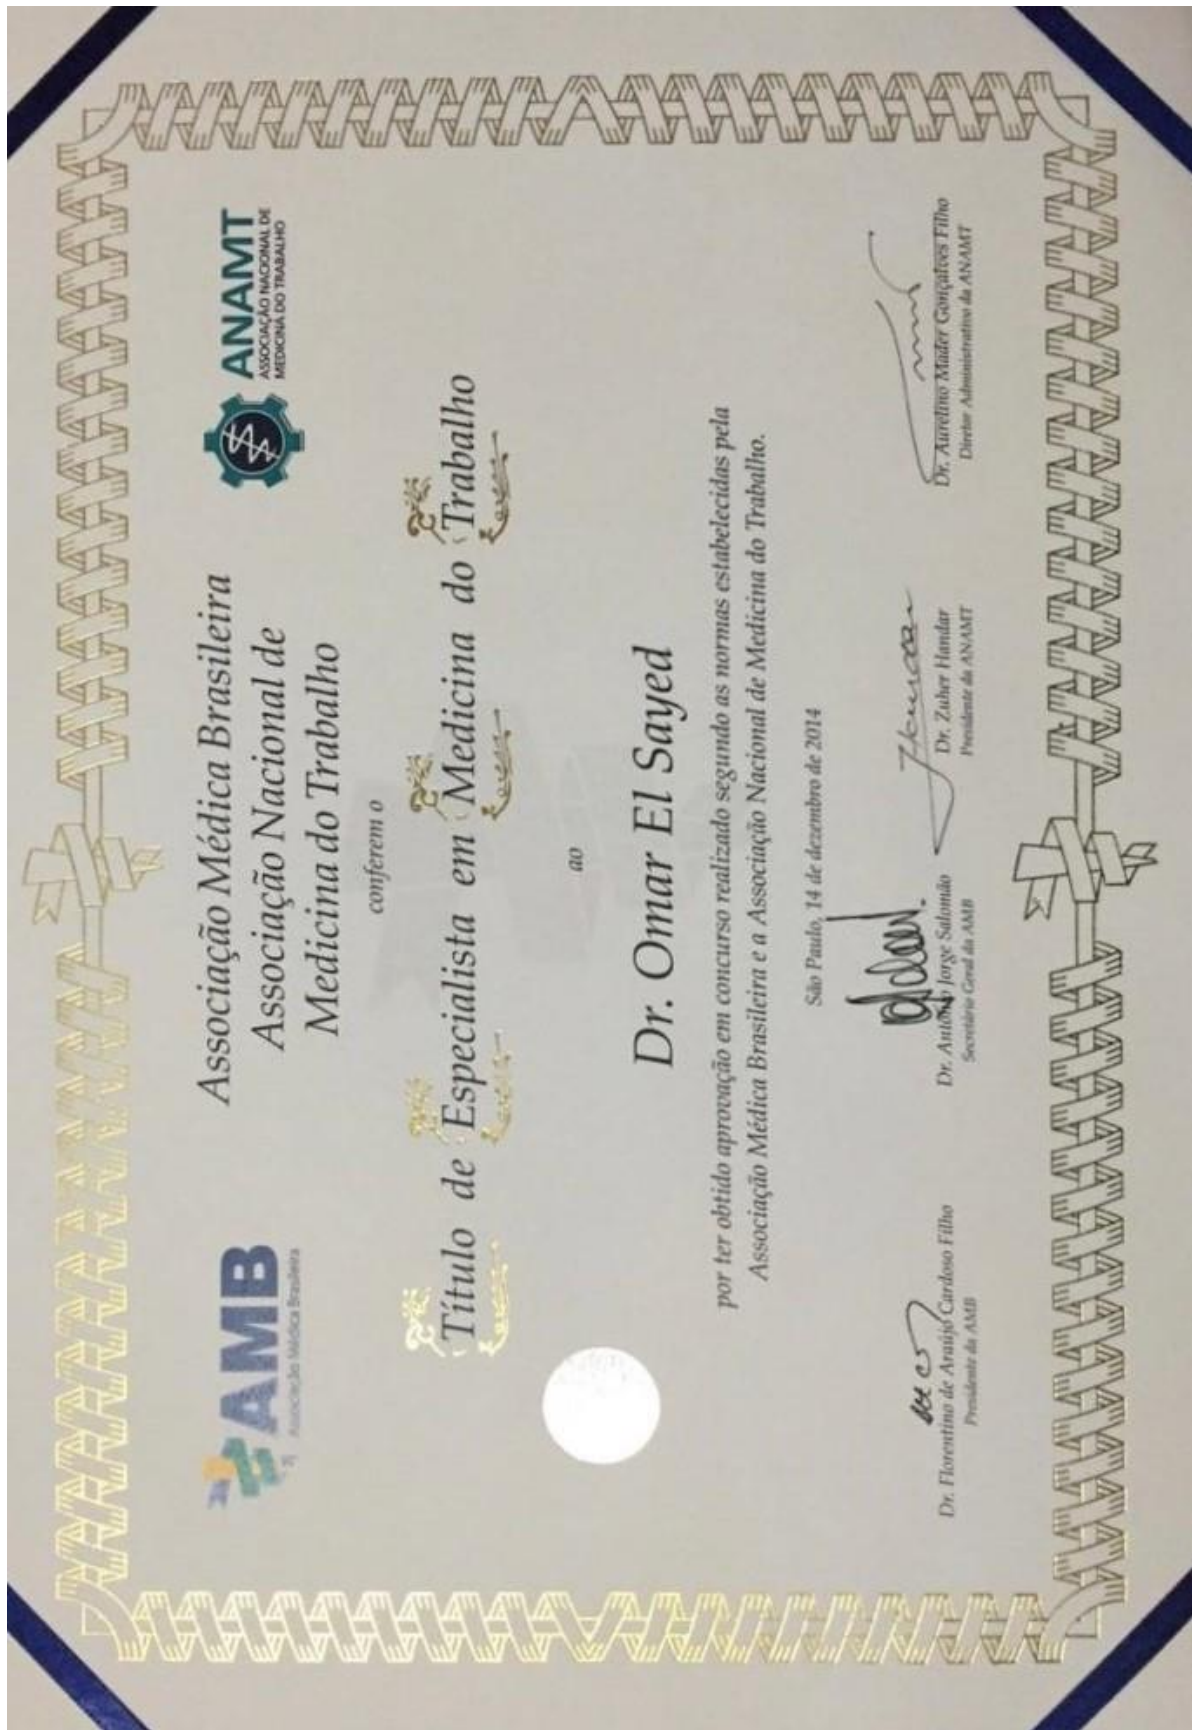 AMB
Associação Médica Brasileira
Associação Médica Brasileira
Associação Nacional de
Medicina do Trabalho
ANAMT
ASSOCIAÇÃO NACIONAL DE
MEDICINA DO TRABALHO
conferem o
Título de Especialista em Medicina do Trabalho
ao
Dr. Omar El Sayed
por ter obtido aprovação em concurso realizado segundo as normas estabelecidas pela
Associação Médica Brasileira e a Associação Nacional de Medicina do Trabalho.
São Paulo, 14 de dezembro de 2014
Dr. Florentino de Araújo Cardoso Filho
Presidente da AMB
Dr. Antônio Jorge Salomão
Secretário Geral da AMB
Dr. Zuher Handar
Presidente da ANAMT
Dr. Aurelino Mader Gonçalves Filho
Diretor Administrativo da ANAMT